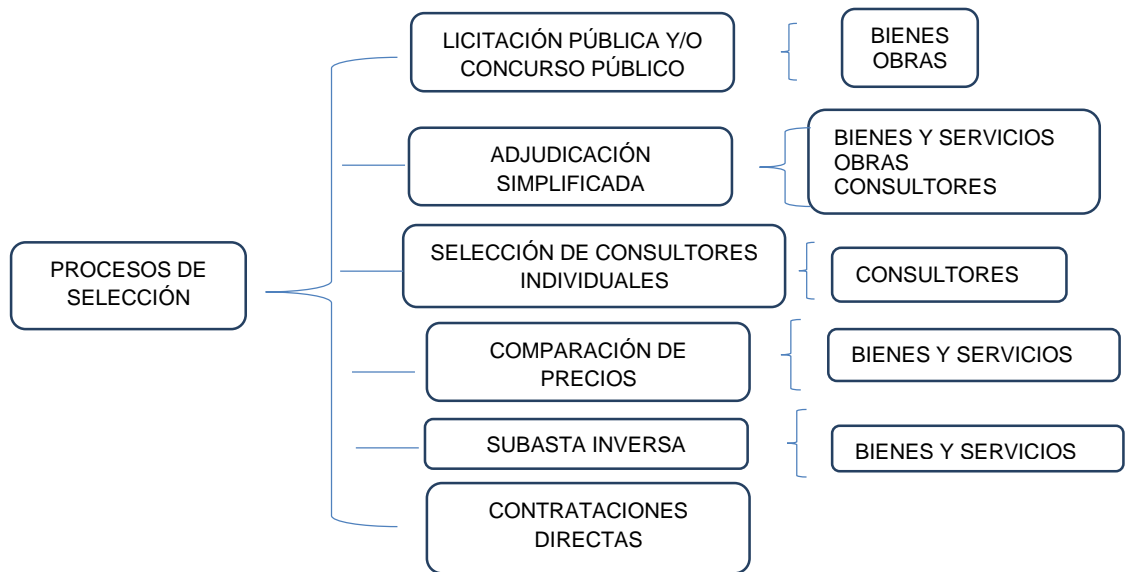 PROCESOS DE
SELECCIÓN
LICITACIÓN PÚBLICA Y/O
CONCURSO PÚBLICO
BIENES
OBRAS
ADJUDICACIÓN
SIMPLIFICADA
BIENES Y SERVICIOS
OBRAS
CONSULTORES
SELECCIÓN DE CONSULTORES
INDIVIDUALES
CONSULTORES
COMPARACIÓN DE
PRECIOS
BIENES Y SERVICIOS
SUBASTA INVERSA
BIENES Y SERVICIOS
CONTRATACIONES
DIRECTAS